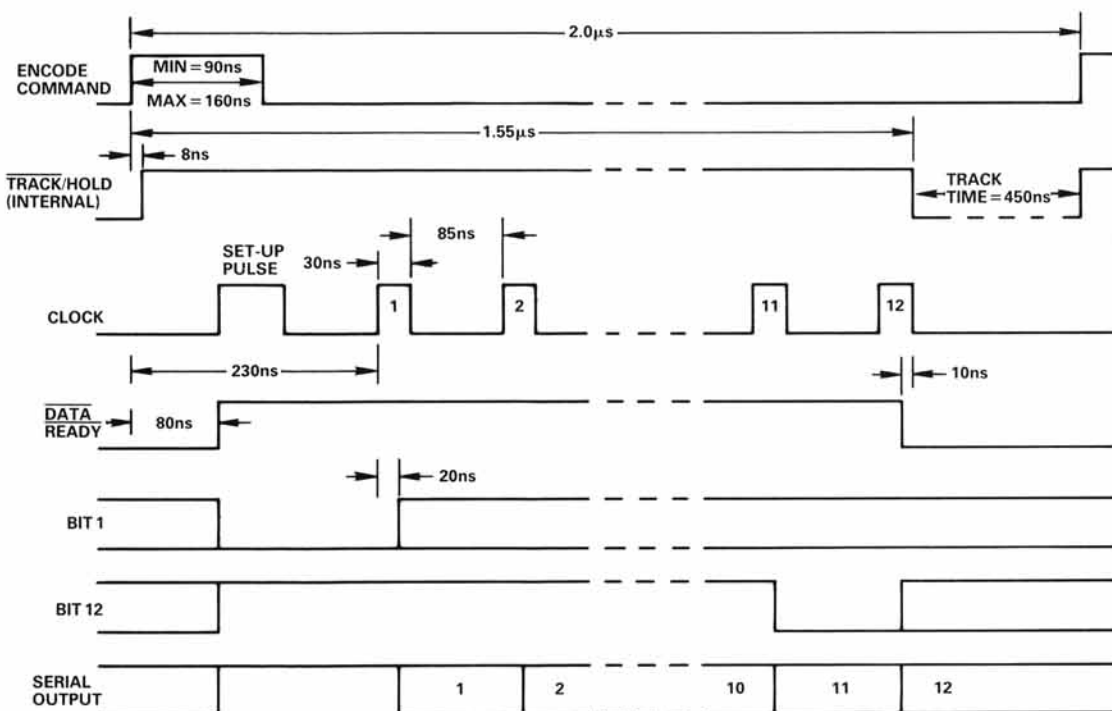 2.0μs
ENCODE
COMMAND
MIN = 90ns
MAX = 160ns
1.55μs
8ns
TRACK/HOLD
(INTERNAL)
TRACK
TIME = 450ns
85ns
SET-UP
PULSE
30ns
CLOCK
1
2
11
12
230ns
10ns
DATA
READY
80ns
20ns
BIT 1
BIT 12
SERIAL
OUTPUT
1
2
10
11
12